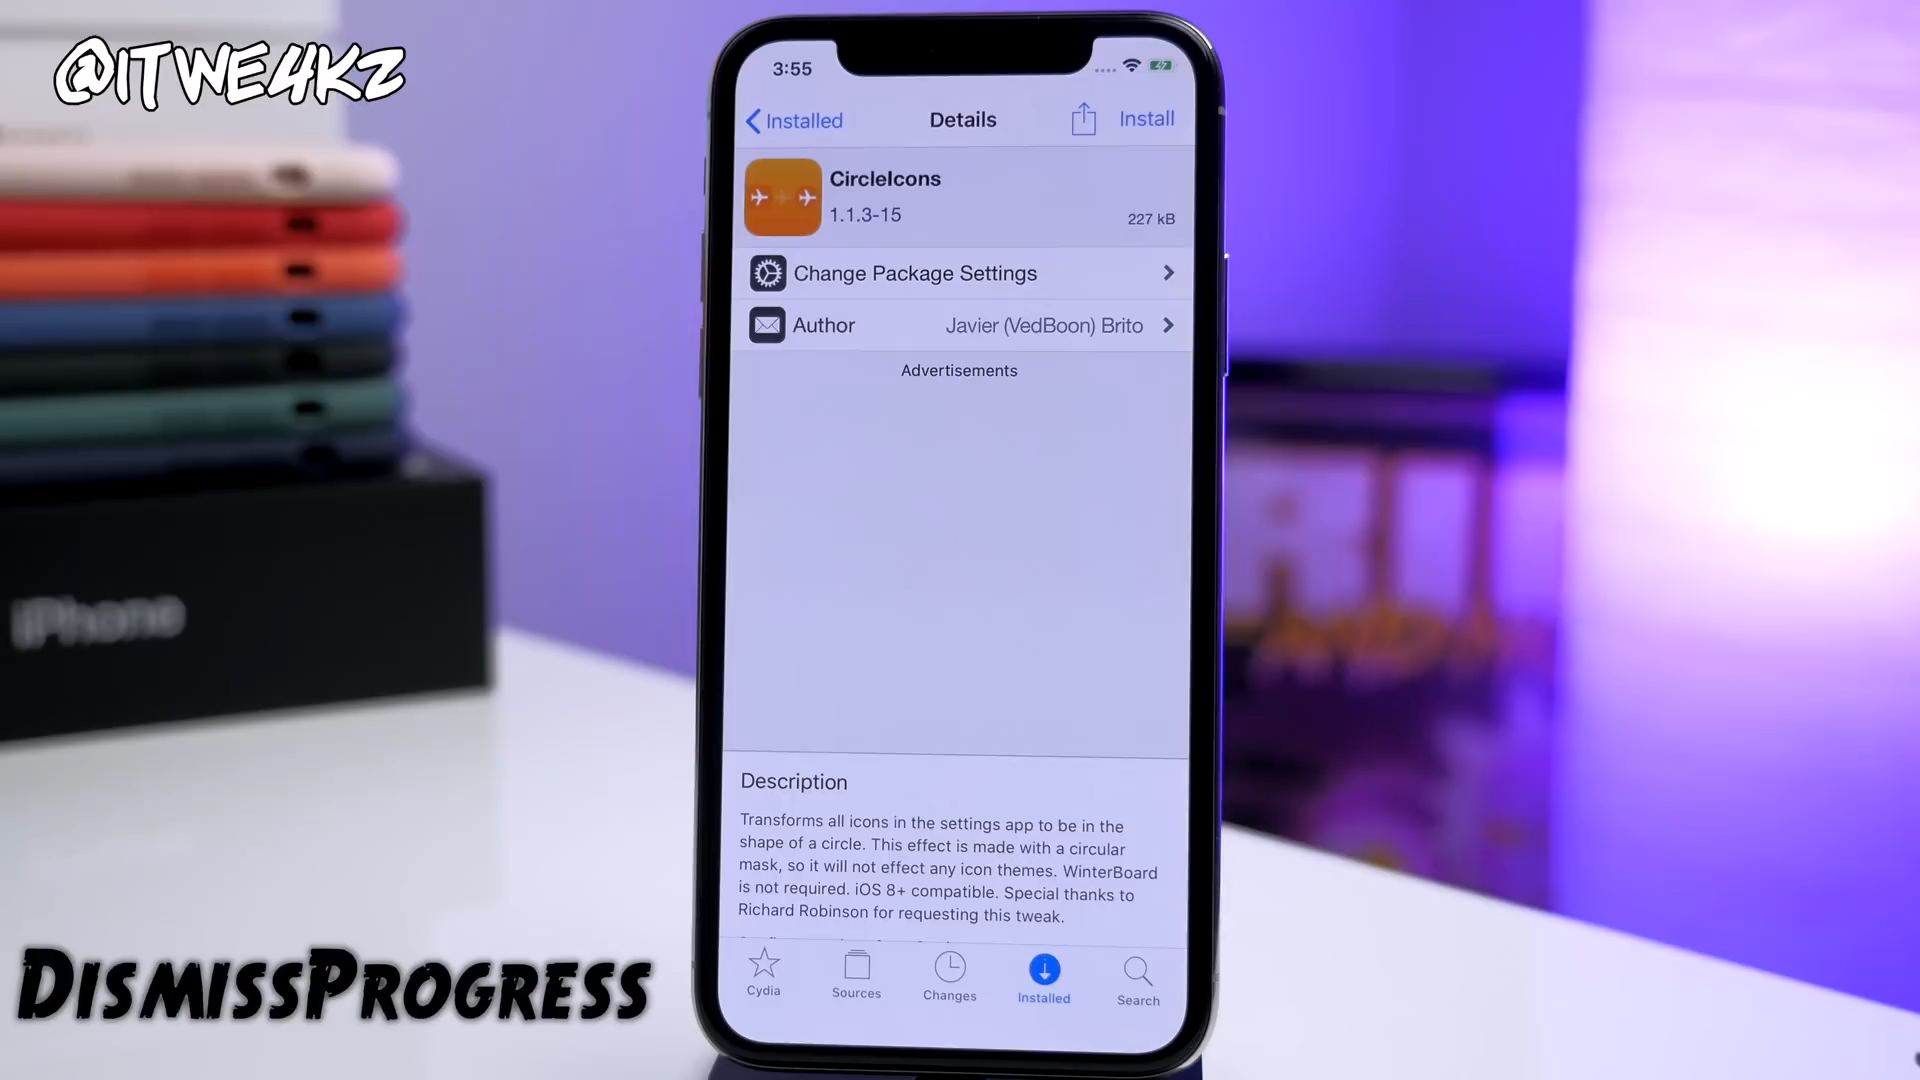 @iTWE4KZ
3:55
Installed
Details
Install
CircleIcons
1.1.3-15
227 kB
Change Package Settings
Author
Javier (VedBoon) Brito
Advertisements
iPhone
Description
Transforms all icons in the settings app to be in the
shape of a circle. This effect is made with a circular
mask, so it will not effect any icon themes. WinterBoard
is not required. iOS 8+ compatible. Special thanks to
Richard Robinson for requesting this tweak.
Cydia
Sources
Changes
Installed
Search
DismissProgress